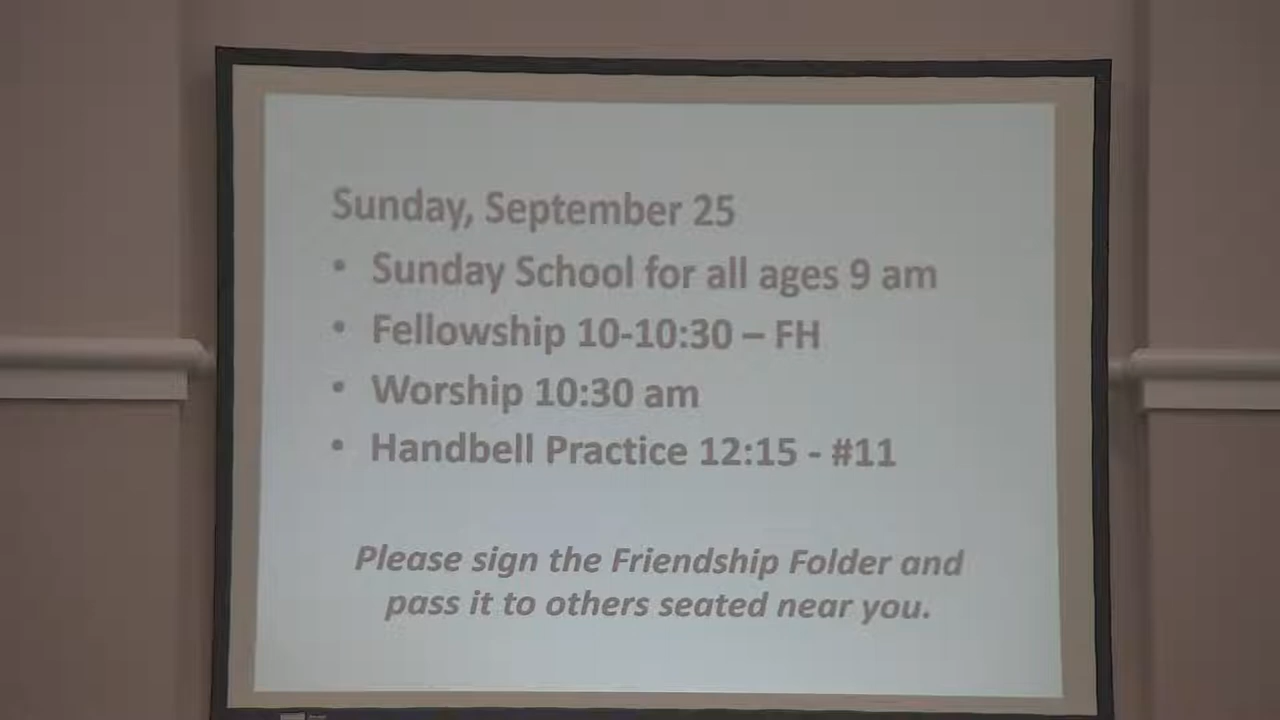 Sunday, September 25
• Sunday School for all ages 9 am
• Fellowship 10-10:30 – FH
• Worship 10:30 am
• Handbell Practice 12:15 - #11
Please sign the Friendship Folder and
pass it to others seated near you.